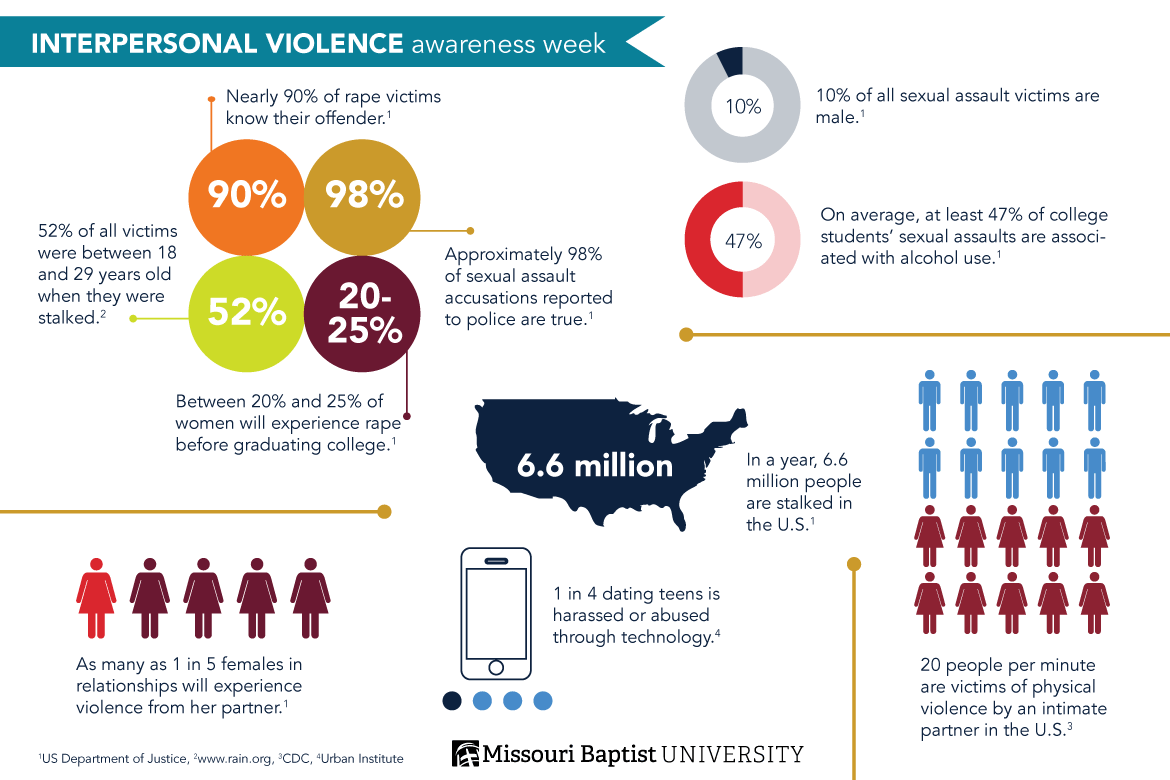 INTERPERSONAL VIOLENCE awareness week
Nearly 90% of rape victims
know their offender.¹
90%
98%
52%
20-
25%
52% of all victims
were between 18
and 29 years old
when they were
stalked.²
Approximately 98%
of sexual assault
accusations reported
to police are true.¹
Between 20% and 25% of
women will experience rape
before graduating college.¹
10%
10% of all sexual assault victims are
male.¹
47%
On average, at least 47% of college
students’ sexual assaults are associ-
ated with alcohol use.¹
6.6 million
In a year, 6.6
million people
are stalked in
the U.S.¹
As many as 1 in 5 females in
relationships will experience
violence from her partner.¹
1 in 4 dating teens is
harassed or abused
through technology.⁴
20 people per minute
are victims of physical
violence by an intimate
partner in the U.S.³
¹US Department of Justice, ²www.rain.org, ³CDC, ⁴Urban Institute
Missouri Baptist UNIVERSITY